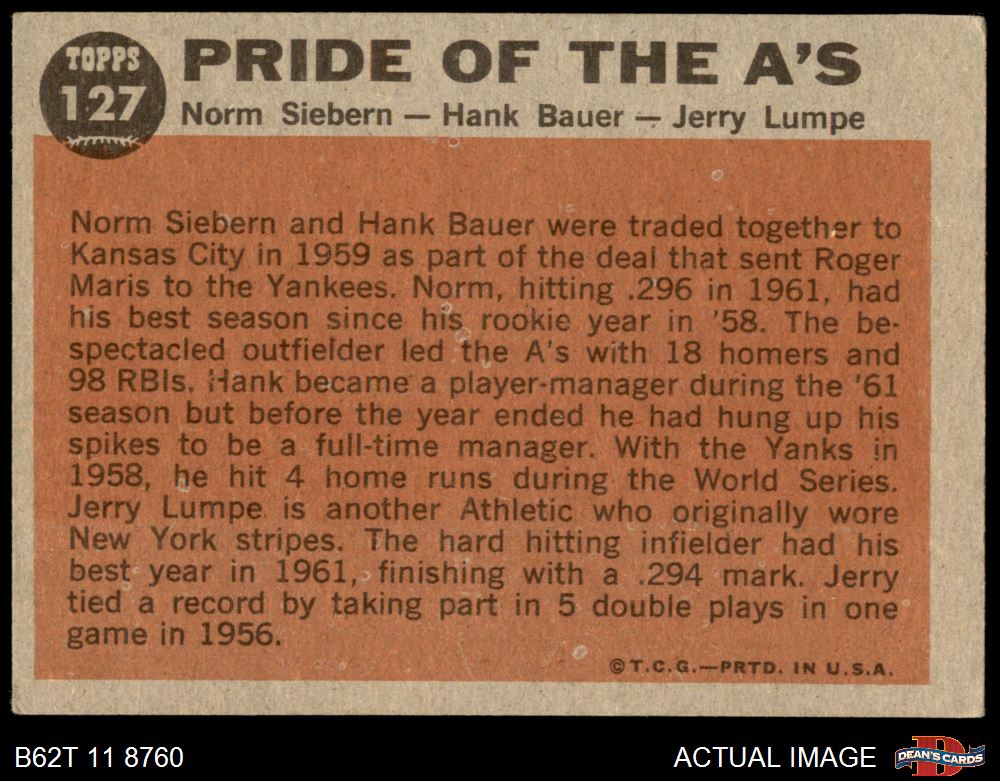 TOPPS
127
PRIDE OF THE A'S
Norm Siebern — Hank Bauer — Jerry Lumpe
Norm Siebern and Hank Bauer were traded together to
Kansas City in 1959 as part of the deal that sent Roger
Maris to the Yankees. Norm, hitting .296 in 1961, had
his best season since his rookie year in '58. The be-
spectacled outfielder led the A's with 18 homers and
98 RBIs. Hank became a player-manager during the '61
season but before the year ended he had hung up his
spikes to be a full-time manager. With the Yanks in
1958, he hit 4 home runs during the World Series.
Jerry Lumpe is another Athletic who originally wore
New York stripes. The hard hitting infielder had his
best year in 1961, finishing with a .294 mark. Jerry
tied a record by taking part in 5 double plays in one
game in 1956.
©T.C.G.—PRTD. IN U.S.A.
B62T 11 8760
ACTUAL IMAGE
D
DEAN'S CARDS